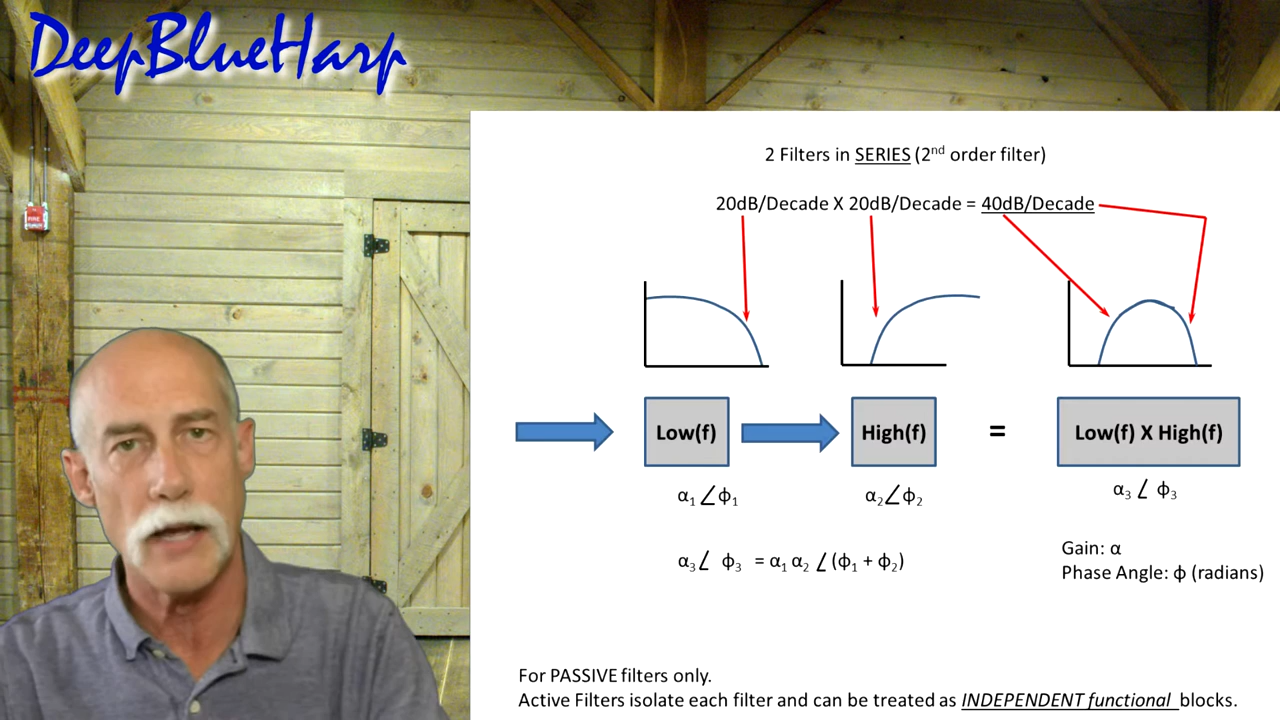 DeepBlueHarp
FIRE
2 Filters in SERIES (2nd order filter)
20dB/Decade X 20dB/Decade = 40dB/Decade
Low(f)
High(f)
=
Low(f) X High(f)
α1 ∠ϕ1
α2∠ϕ2
α3 ∠ ϕ3
α3∠ ϕ3 = α1 α2 ∠(ϕ1 + ϕ2)
Gain: α
Phase Angle: ϕ (radians)
For PASSIVE filters only.
Active Filters isolate each filter and can be treated as INDEPENDENT functional blocks.